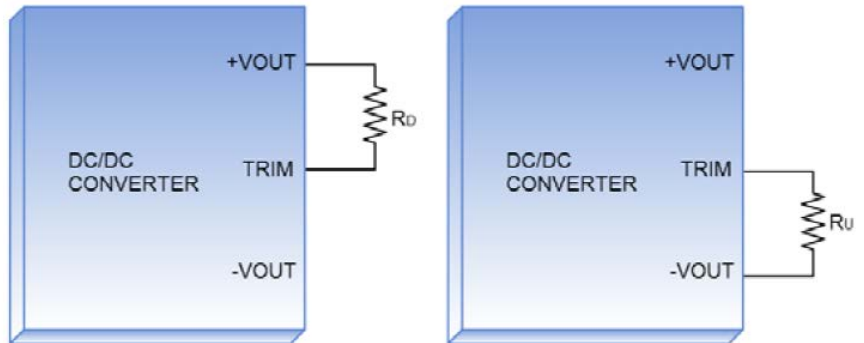 +VOUT
RD
DC/DC
CONVERTER
TRIM
-VOUT
+VOUT
DC/DC
CONVERTER
TRIM
RU
-VOUT